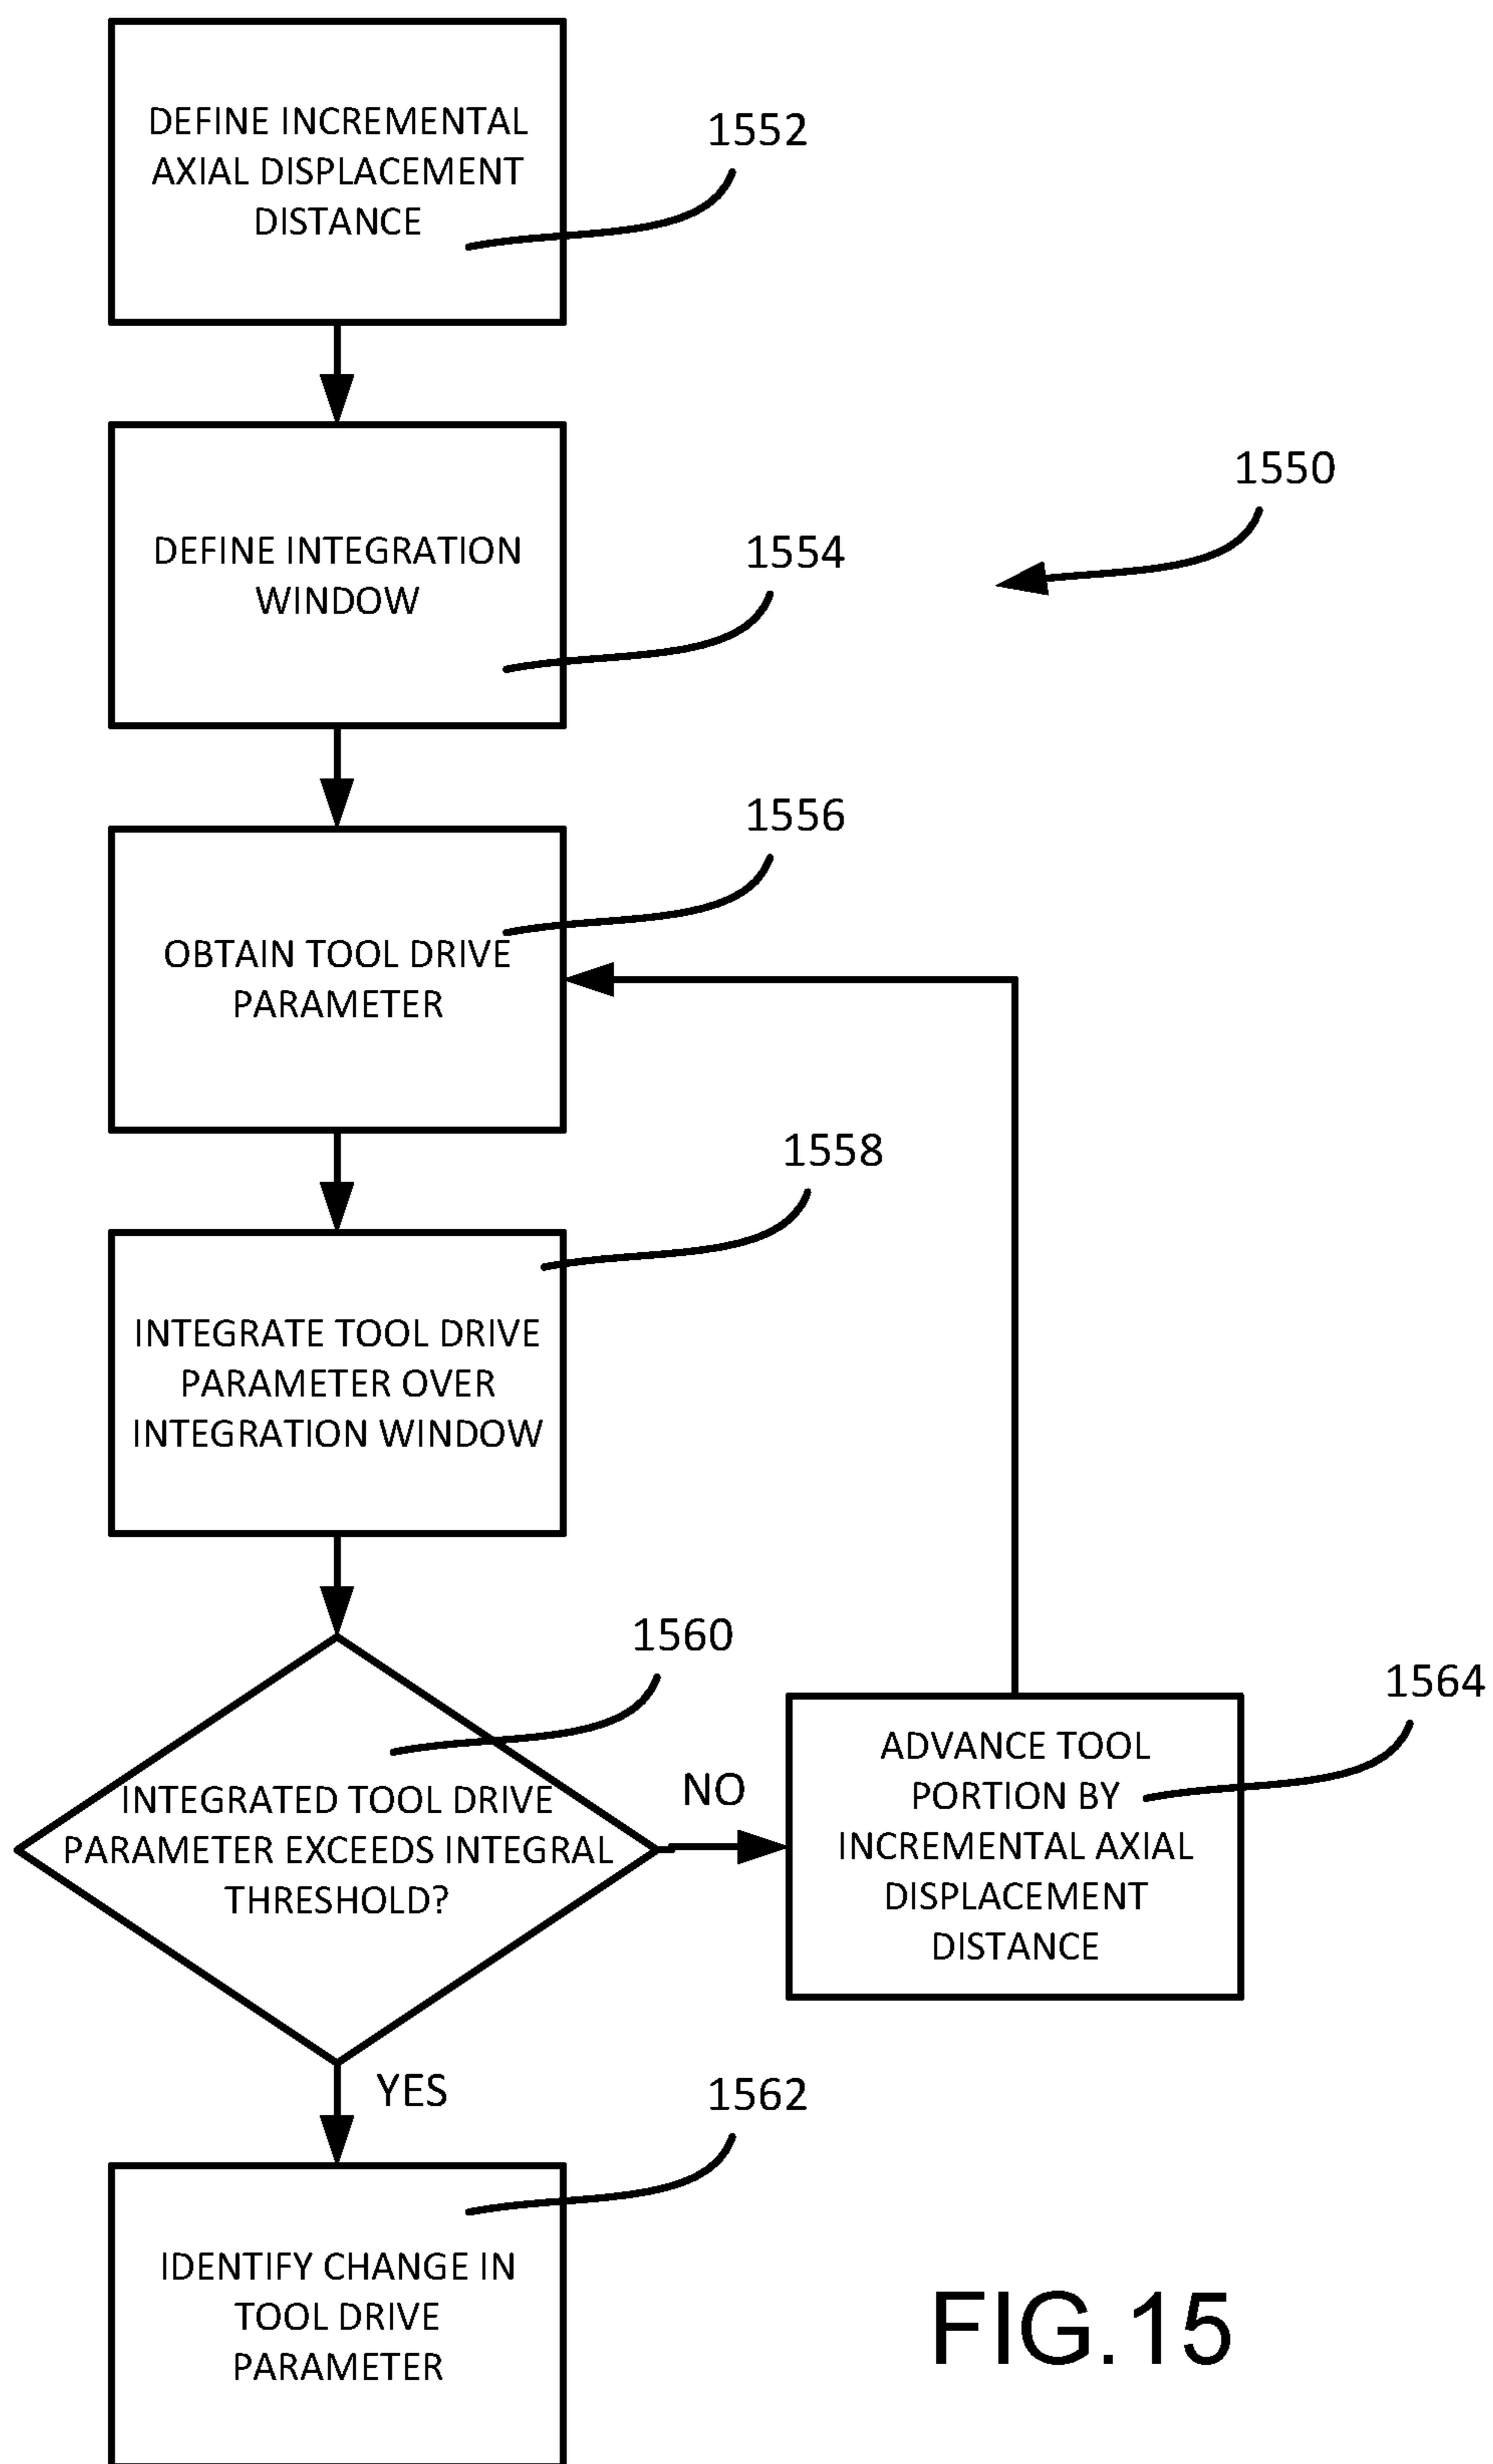 DEFINE INCREMENTAL
AXIAL DISPLACEMENT
DISTANCE
1552
1550
DEFINE INTEGRATION
WINDOW
1554
1556
OBTAIN TOOL DRIVE
PARAMETER
1558
INTEGRATE TOOL DRIVE
PARAMETER OVER
INTEGRATION WINDOW
1560
INTEGRATED TOOL DRIVE
PARAMETER EXCEEDS INTEGRAL
THRESHOLD?
NO
1564
ADVANCE TOOL
PORTION BY
INCREMENTAL AXIAL
DISPLACEMENT
DISTANCE
YES
1562
IDENTIFY CHANGE IN
TOOL DRIVE
PARAMETER
FIG.15